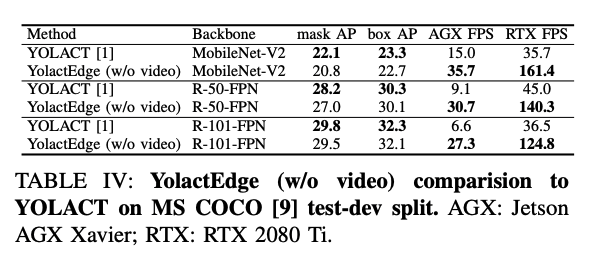 Method Backbone mask AP box AP AGX FPS RTX FPS
YOLACT [1] MobileNet-V2 22.1 23.3 15.0 35.7
YolactEdge (w/o video) MobileNet-V2 20.8 22.7 35.7 161.4
YOLACT [1] R-50-FPN 28.2 30.3 9.1 45.0
YolactEdge (w/o video) R-50-FPN 27.0 30.1 30.7 140.3
YOLACT [1] R-101-FPN 29.8 32.3 6.6 36.5
YolactEdge (w/o video) R-101-FPN 29.5 32.1 27.3 124.8
TABLE IV: YolactEdge (w/o video) comparision to
YOLACT on MS COCO [9] test-dev split. AGX: Jetson
AGX Xavier; RTX: RTX 2080 Ti.